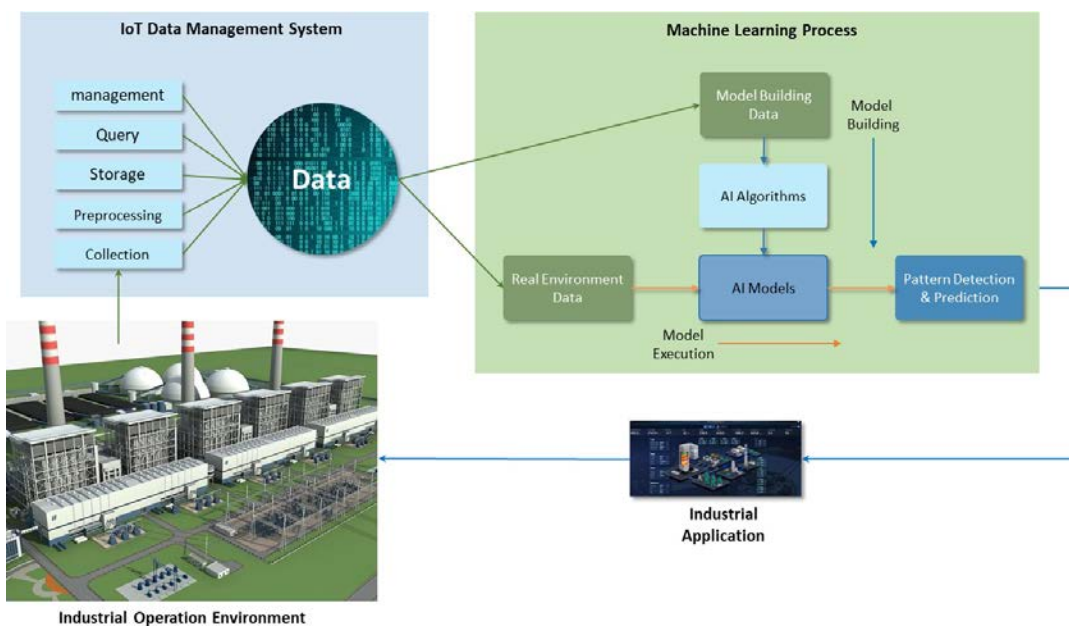 IoT Data Management System
management
Query
Storage
Preprocessing
Collection
Data
Machine Learning Process
Model Building
Data
Model
Building
AI Algorithms
Real Environment
Data
AI Models
Pattern Detection
& Prediction
Model
Execution
Industrial
Application
Industrial Operation Environment